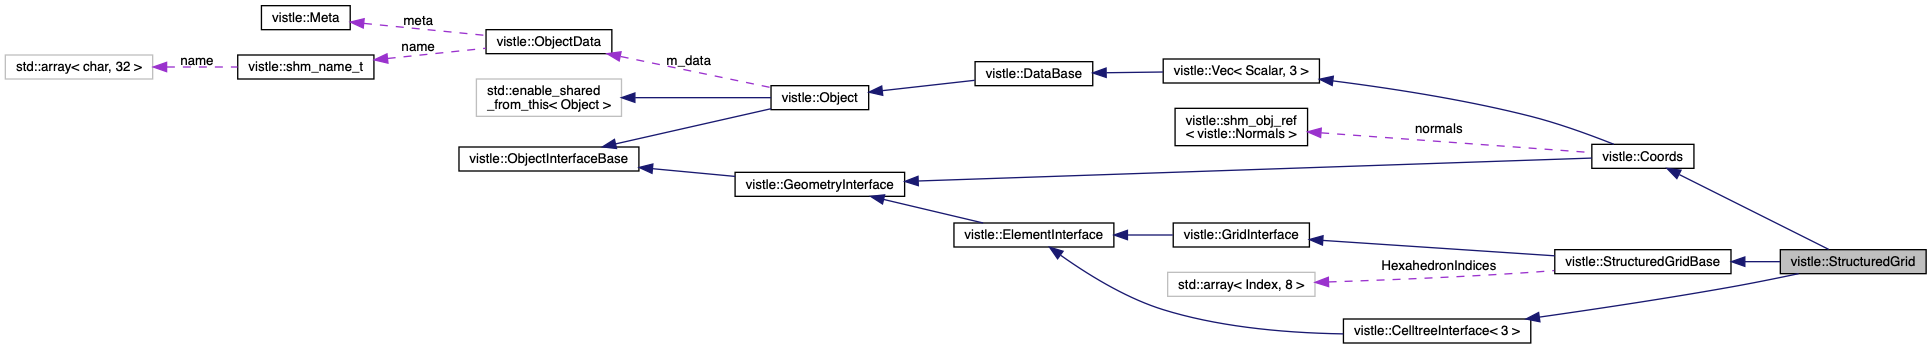 vistle::Meta
meta
vistle::ObjectData
name
std::array< char, 32 >
name
vistle::shm_name_t
m_data
vistle::DataBase
vistle::Vec< Scalar, 3 >
std::enable_shared
_from_this< Object >
vistle::Object
vistle::shm_obj_ref
< vistle::Normals >
normals
vistle::ObjectInterfaceBase
vistle::Coords
vistle::GeometryInterface
vistle::ElementInterface
vistle::GridInterface
vistle::StructuredGridBase
vistle::StructuredGrid
HexahedronIndices
std::array< Index, 8 >
vistle::CelltreeInterface< 3 >